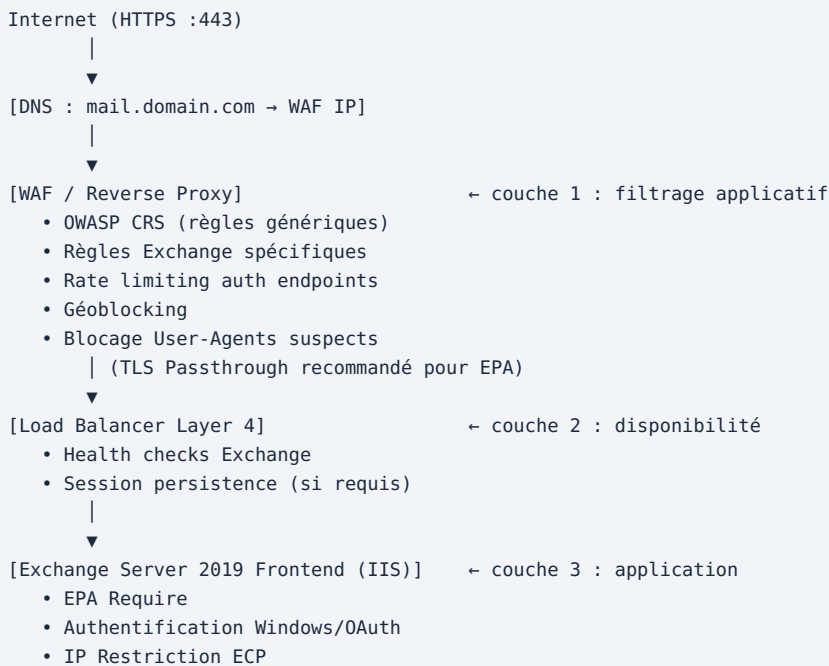 Internet (HTTPS :443)
│
▼
[DNS : mail.domain.com → WAF IP]
│
▼
[WAF / Reverse Proxy] ← couche 1 : filtrage applicatif
• OWASP CRS (règles génériques)
• Règles Exchange spécifiques
• Rate limiting auth endpoints
• Géoblocking
• Blocage User-Agents suspects
│ (TLS Passthrough recommandé pour EPA)
▼
[Load Balancer Layer 4] ← couche 2 : disponibilité
• Health checks Exchange
• Session persistence (si requis)
│
▼
[Exchange Server 2019 Frontend (IIS)] ← couche 3 : application
• EPA Require
• Authentification Windows/OAuth
• IP Restriction ECP